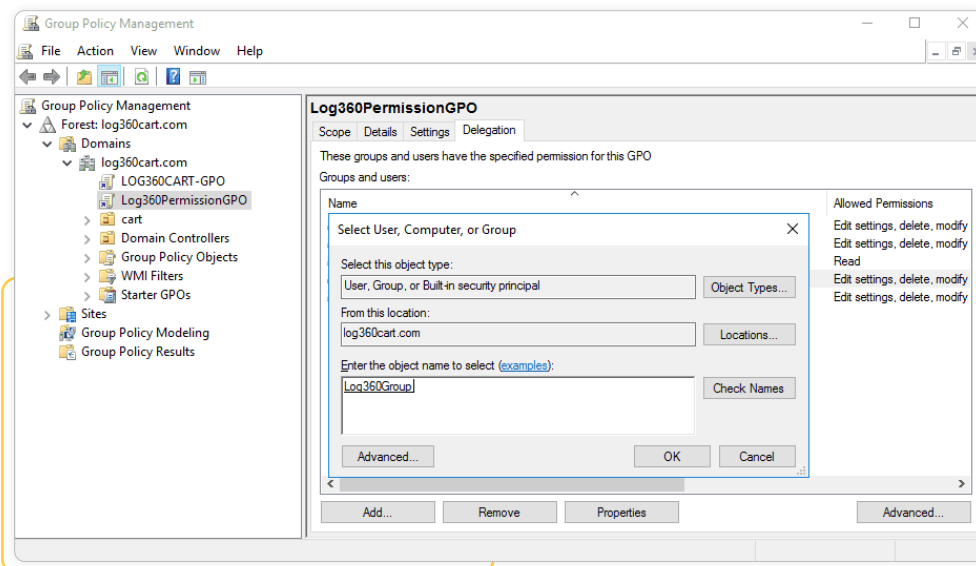 Group Policy Management
File Action View Window Help
Group Policy Management
Forest: log360cart.com
Domains
log360cart.com
LOG360CART-GPO
Log360PermissionGPO
cart
Domain Controllers
Group Policy Objects
WMI Filters
Starter GPOs
Sites
Group Policy Modeling
Group Policy Results
Log360PermissionGPO
Scope Details Settings Delegation
These groups and users have the specified permission for this GPO
Groups and users:
Name Allowed Permissions
Edit settings, delete, modify
Edit settings, delete, modify
Read
Edit settings, delete, modify
Edit settings, delete, modify
Select User, Computer, or Group
Select this object type:
User, Group, or Built-in security principal Object Types...
From this location:
log360cart.com Locations...
Enter the object name to select (examples):
Log360Group Check Names
Advanced... OK Cancel
Add... Remove Properties Advanced...